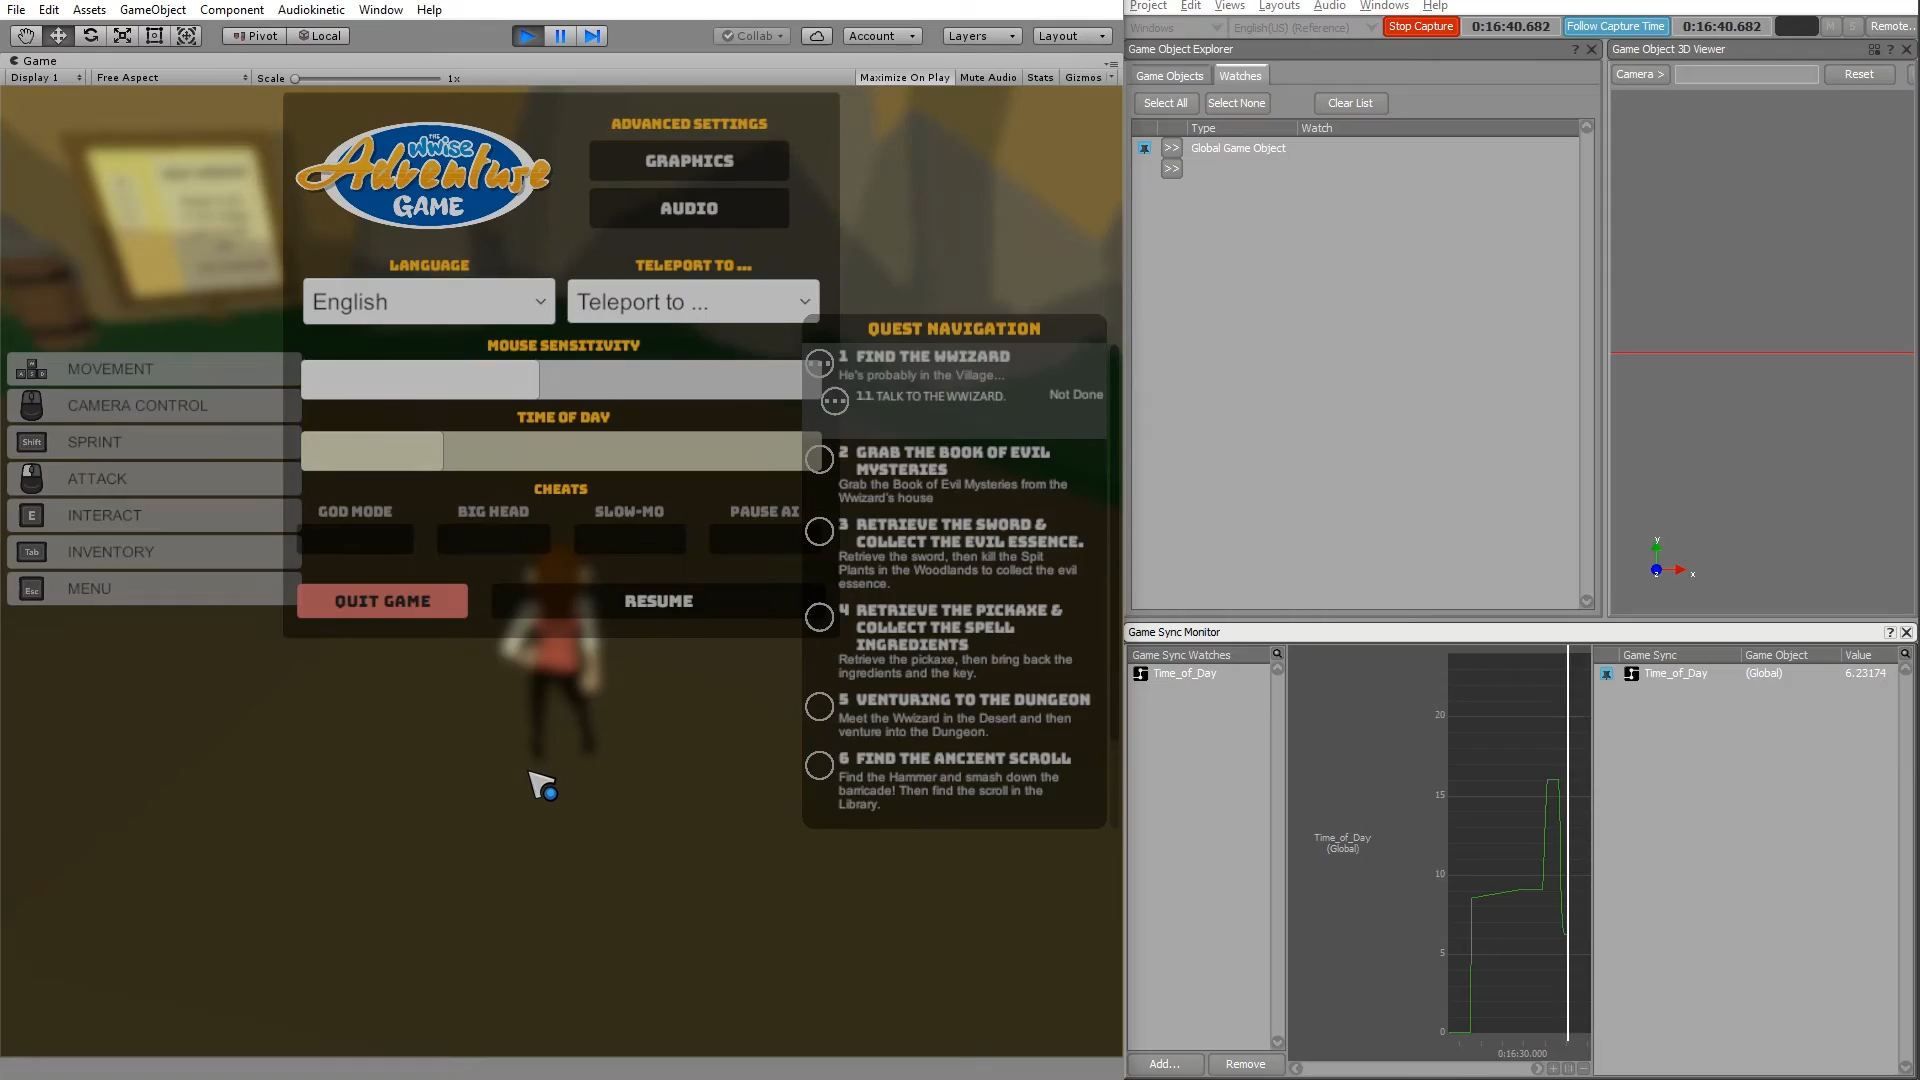 File Edit Assets GameObject Component Audiokinetic Window Help
Pivot Local Collab Account Layers Layout
Game
Display 1 Free Aspect Scale 1x Maximize On Play Mute Audio Stats Gizmos
THE
Wwise
Adventure
GAME
ADVANCED SETTINGS
GRAPHICS
AUDIO
LANGUAGE
TELEPORT TO ...
English
Teleport to ...
MOUSE SENSITIVITY
TIME OF DAY
CHEATS
GOD MODE BIG HEAD SLOW-MO PAUSE AI
QUIT GAME
RESUME
MOVEMENT
CAMERA CONTROL
Shift SPRINT
ATTACK
E INTERACT
Tab INVENTORY
Esc MENU
QUEST NAVIGATION
1 FIND THE WWIZARD
He's probably in the Village...
1.1. TALK TO THE WWIZARD. Not Done
2 GRAB THE BOOK OF EVIL
MYSTERIES
Grab the Book of Evil Mysteries from the
Wwizard's house
3 RETRIEVE THE SWORD &
COLLECT THE EVIL ESSENCE.
Retrieve the sword, then kill the Spit
Plants in the Woodlands to collect the evil
essence.
4 RETRIEVE THE PICKAXE &
COLLECT THE SPELL
INGREDIENTS
Retrieve the pickaxe, then bring back the
ingredients and the key.
5 VENTURING TO THE DUNGEON
Meet the Wwizard in the Desert and then
venture into the Dungeon.
6 FIND THE ANCIENT SCROLL
Find the Hammer and smash down the
barricade! Then find the scroll in the
Library.
Project Edit Views Layouts Audio Windows Help
Windows English(US) (Reference) Stop Capture 0:16:40.682 Follow Capture Time 0:16:40.682 M S Remote...
Game Object Explorer ?
Game Objects Watches
Select All Select None Clear List
Type Watch
>> Global Game Object
>>
Game Object 3D Viewer ?
Camera > Reset
y
x
z
Game Sync Monitor ?
Game Sync Watches
Time_of_Day
Add... Remove
Time_of_Day
(Global)
20
15
10
5
0
0:16:30.000
Game Sync Game Object Value
Time_of_Day (Global) 6.23174